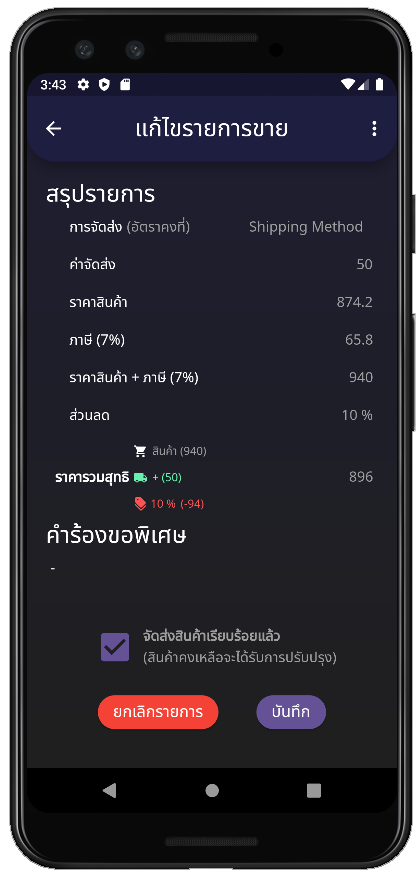 3:43
แก้ไขรายการขาย
สรุปรายการ
การจัดส่ง (อัตราคงที่) Shipping Method
ค่าจัดส่ง 50
ราคาสินค้า 874.2
ภาษี (7%) 65.8
ราคาสินค้า + ภาษี (7%) 940
ส่วนลด 10 %
สินค้า (940)
ราคารวมสุทธิ + (50) 896
10 % (-94)
คำร้องขอพิเศษ
-
จัดส่งสินค้าเรียบร้อยแล้ว
(สินค้าคงเหลือจะได้รับการปรับปรุง)
ยกเลิกรายการ บันทึก